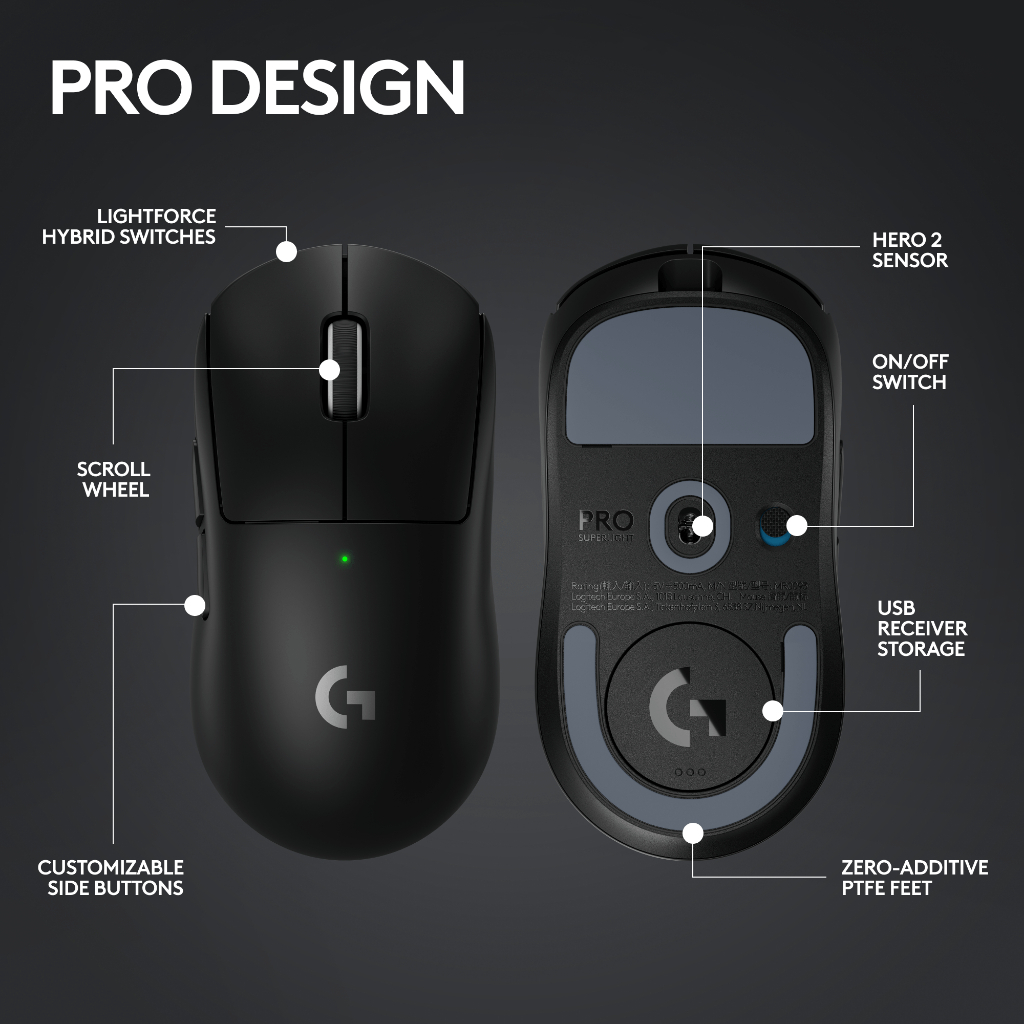 PRO DESIGN
LIGHTFORCE
HYBRID SWITCHES
HERO 2
SENSOR
ON/OFF
SWITCH
SCROLL
WHEEL
PRO
SUPERLIGHT
USB
RECEIVER
STORAGE
CUSTOMIZABLE
SIDE BUTTONS
ZERO-ADDITIVE
PTFE FEET